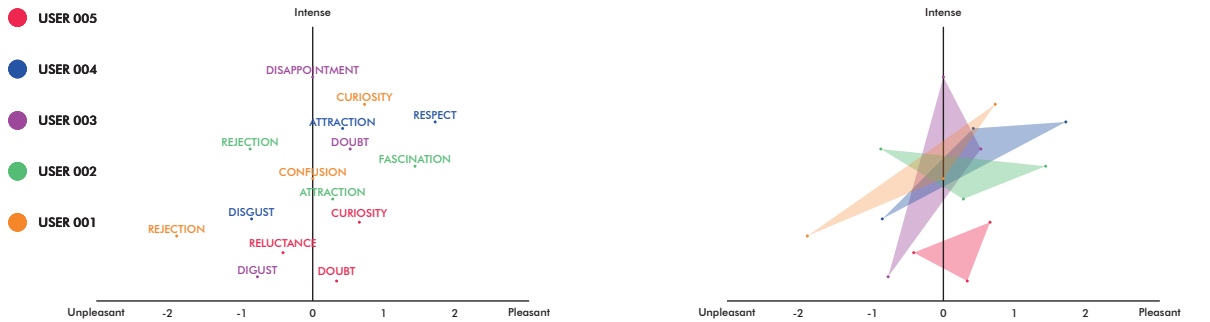 USER 005
USER 004
USER 003
USER 002
USER 001
Intense
DISAPPOINTMENT
CURIOSITY
RESPECT
ATTRACTION
REJECTION
DOUBT
FASCINATION
CONFUSION
ATTRACTION
DISGUST
CURIOSITY
REJECTION
RELUCTANCE
DIGUST
DOUBT
Unpleasant -2 -1 0 1 2 Pleasant
Intense
Unpleasant -2 -1 0 1 2 Pleasant